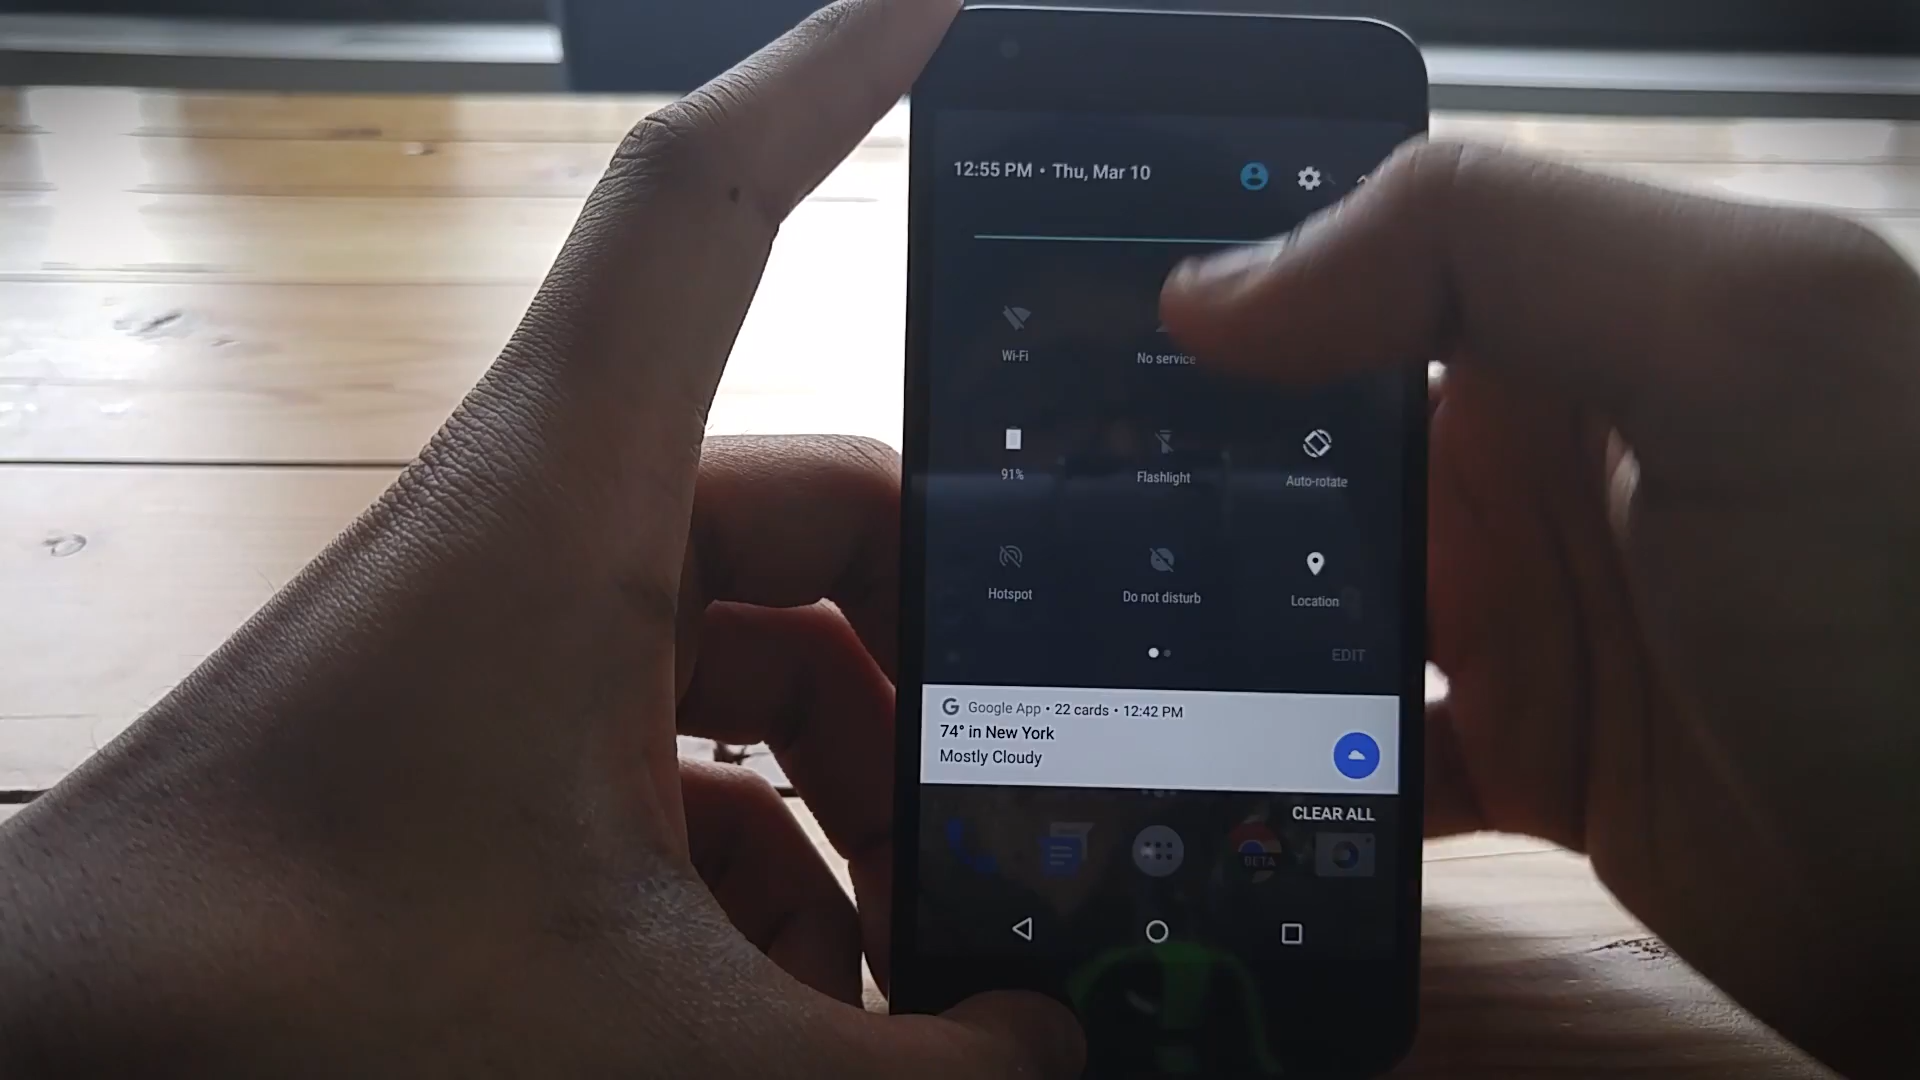 12:55 PM • Thu, Mar 10
Wi-Fi
No service
91%
Flashlight
Auto-rotate
Hotspot
Do not disturb
Location
EDIT
G Google App • 22 cards • 12:42 PM
74° in New York
Mostly Cloudy
CLEAR ALL
BETA